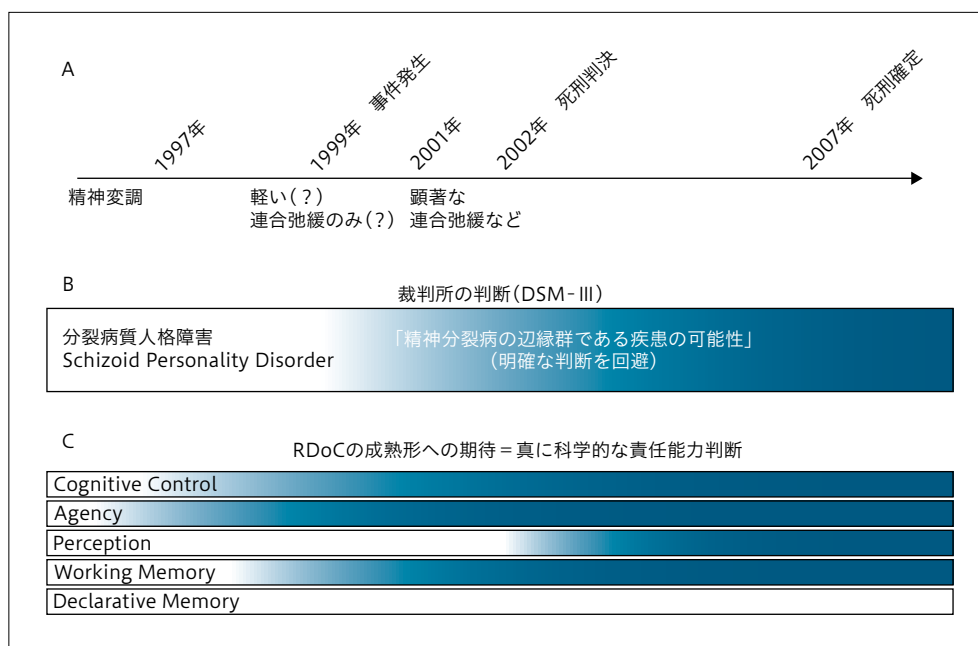 A
1997年
1999年 事件発生
2001年
2002年 死刑判決
2007年 死刑確定
精神変調
軽い(?)
連合弛緩のみ(?)
顕著な
連合弛緩など
B
裁判所の判断(DSM-III)
分裂病質人格障害
Schizoid Personality Disorder
「精神分裂病の辺縁群である疾患の可能性」
(明確な判断を回避)
C
RDoCの成熟形への期待=真に科学的な責任能力判断
Cognitive Control
Agency
Perception
Working Memory
Declarative Memory